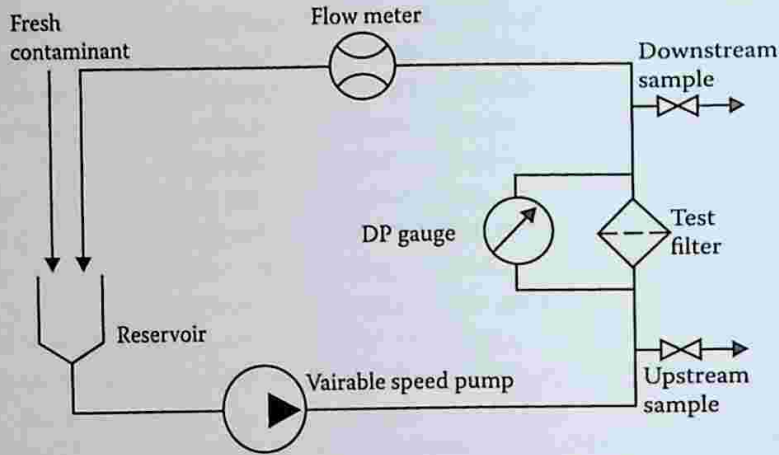 Fresh
contaminant
Flow meter
Downstream
sample
DP gauge
Test
filter
Reservoir
Vairable speed pump
Upstream
sample